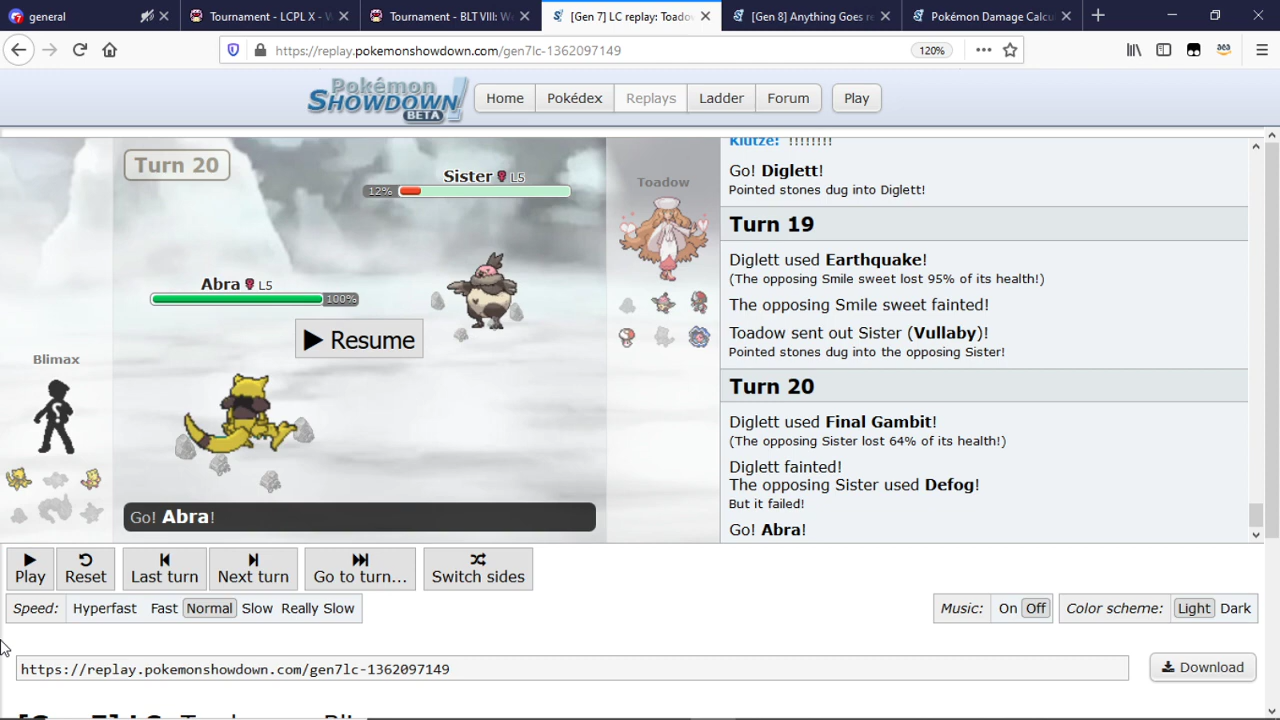 general
Tournament - LCPL X - W
Tournament - BLT VIII: We
[Gen 7] LC replay: Toadow
[Gen 8] Anything Goes re
Pokémon Damage Calcu
https://replay.pokemonshowdown.com/gen7lc-1362097149
120%
Pokémon
SHOWDOWN!
BETA
Home
Pokédex
Replays
Ladder
Forum
Play
Turn 20
Sister L5
12%
Abra L5
100%
Resume
Blimax
Toadow
Go! Abra!
Klutze: !!!!!!!!
Go! Diglett!
Pointed stones dug into Diglett!
Turn 19
Diglett used Earthquake!
(The opposing Smile sweet lost 95% of its health!)
The opposing Smile sweet fainted!
Toadow sent out Sister (Vullaby)!
Pointed stones dug into the opposing Sister!
Turn 20
Diglett used Final Gambit!
(The opposing Sister lost 64% of its health!)
Diglett fainted!
The opposing Sister used Defog!
But it failed!
Go! Abra!
Play
Reset
Last turn
Next turn
Go to turn...
Switch sides
Speed: Hyperfast Fast Normal Slow Really Slow
Music: On Off
Color scheme: Light Dark
https://replay.pokemonshowdown.com/gen7lc-1362097149
Download